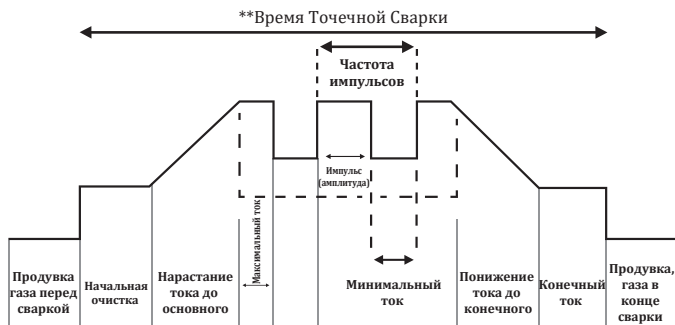 **Время Точечной Сварки
Частота
импульсов
Импульс
(амплитуда)
Максимальный ток
Продувка
газа перед
сваркой
Начальная
очистка
Нарастание
тока до
основного
Минимальный
ток
Понижение
тока до
конечного
Конечный
ток
Продувка,
газа в
конце
сварки